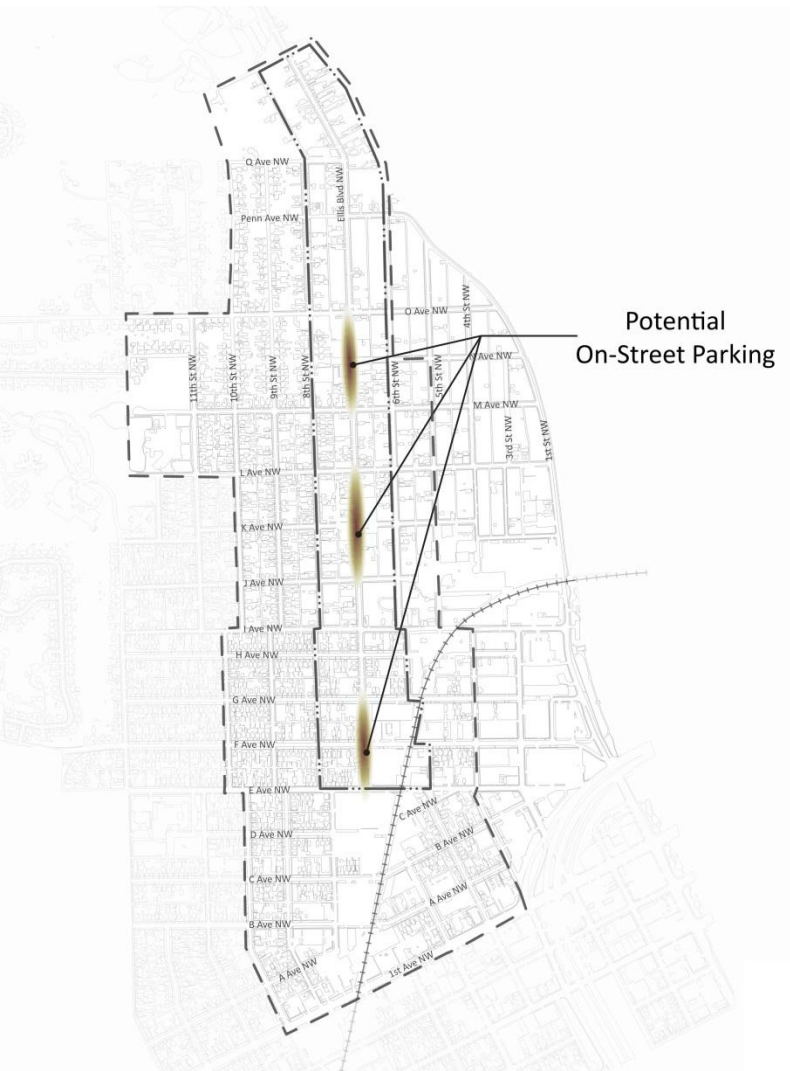 Q Ave NW
Penn Ave NW
Ellis Blvd NW
O Ave NW
4th St NW
Potential
On-Street Parking
N Ave NW
11th St NW
10th St NW
9th St NW
8th St NW
6th St NW
5th St NW
M Ave NW
3rd St NW
1st St NW
L Ave NW
K Ave NW
J Ave NW
I Ave NW
H Ave NW
G Ave NW
F Ave NW
E Ave NW
C Ave NW
D Ave NW
B Ave NW
C Ave NW
A Ave NW
B Ave NW
A Ave NW
1st Ave NW